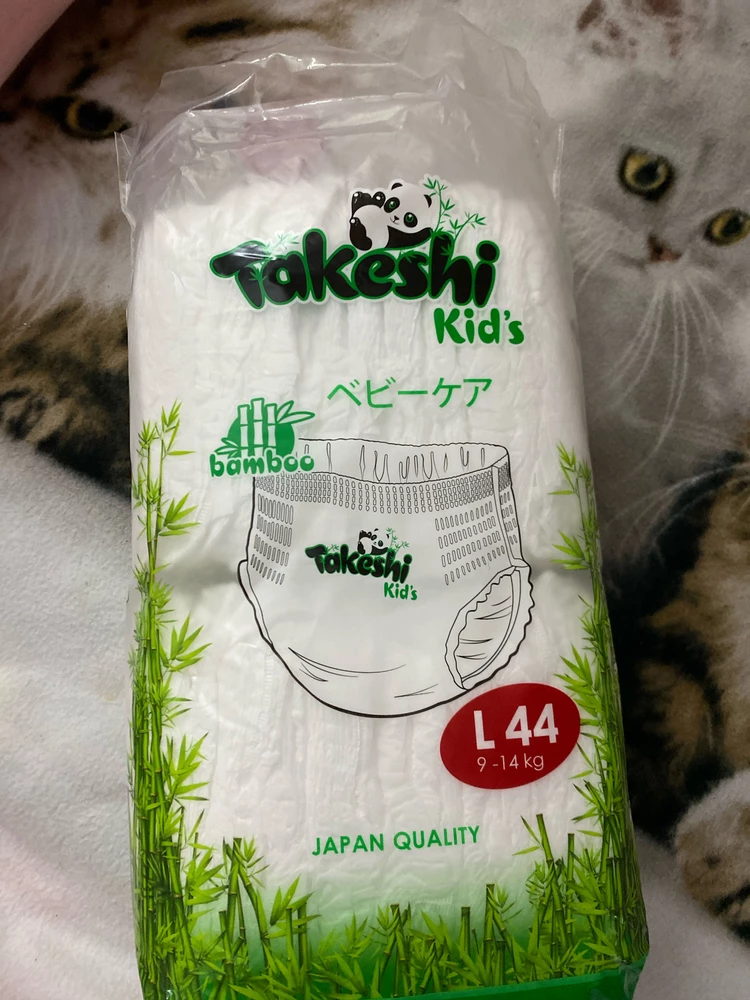 Takeshi
Kid's
ベビーケア
bamboo
Takeshi
Kid's
L 44
9-14 kg
JAPAN QUALITY